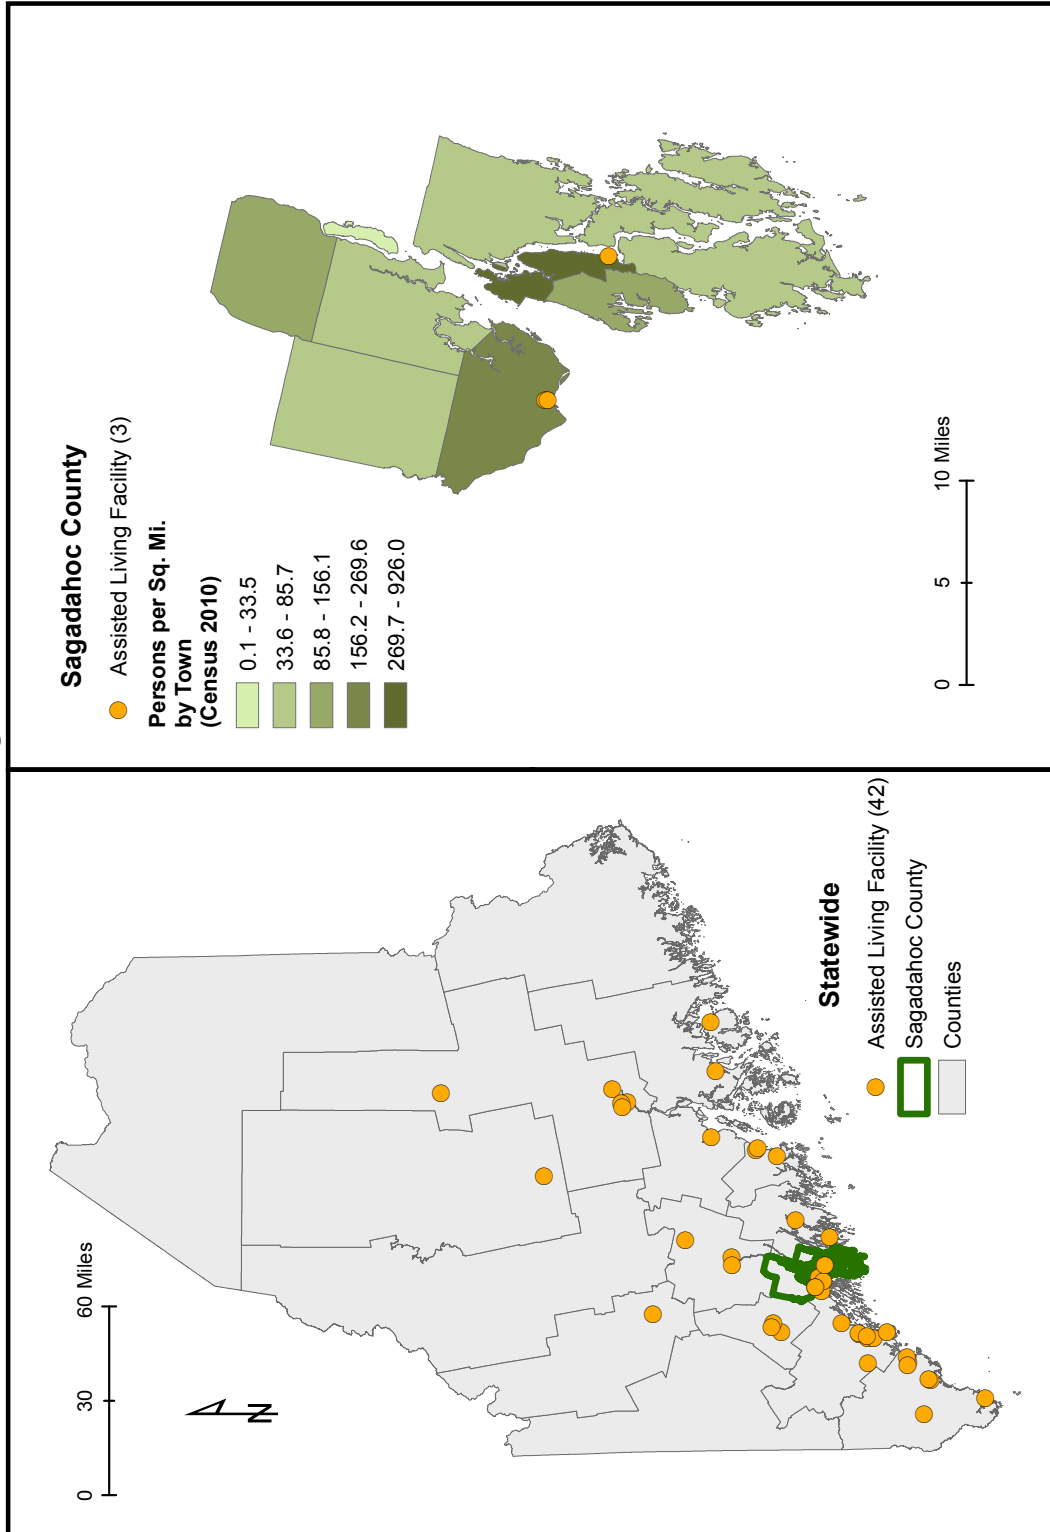 0 30 60 Miles
N
Statewide
Assisted Living Facility (42)
Sagadahoc County
Counties
Sagadahoc County
Assisted Living Facility (3)
Persons per Sq. Mi.
by Town
(Census 2010)
0.1 - 33.5
33.6 - 85.7
85.8 - 156.1
156.2 - 269.6
269.7 - 926.0
0 5 10 Miles